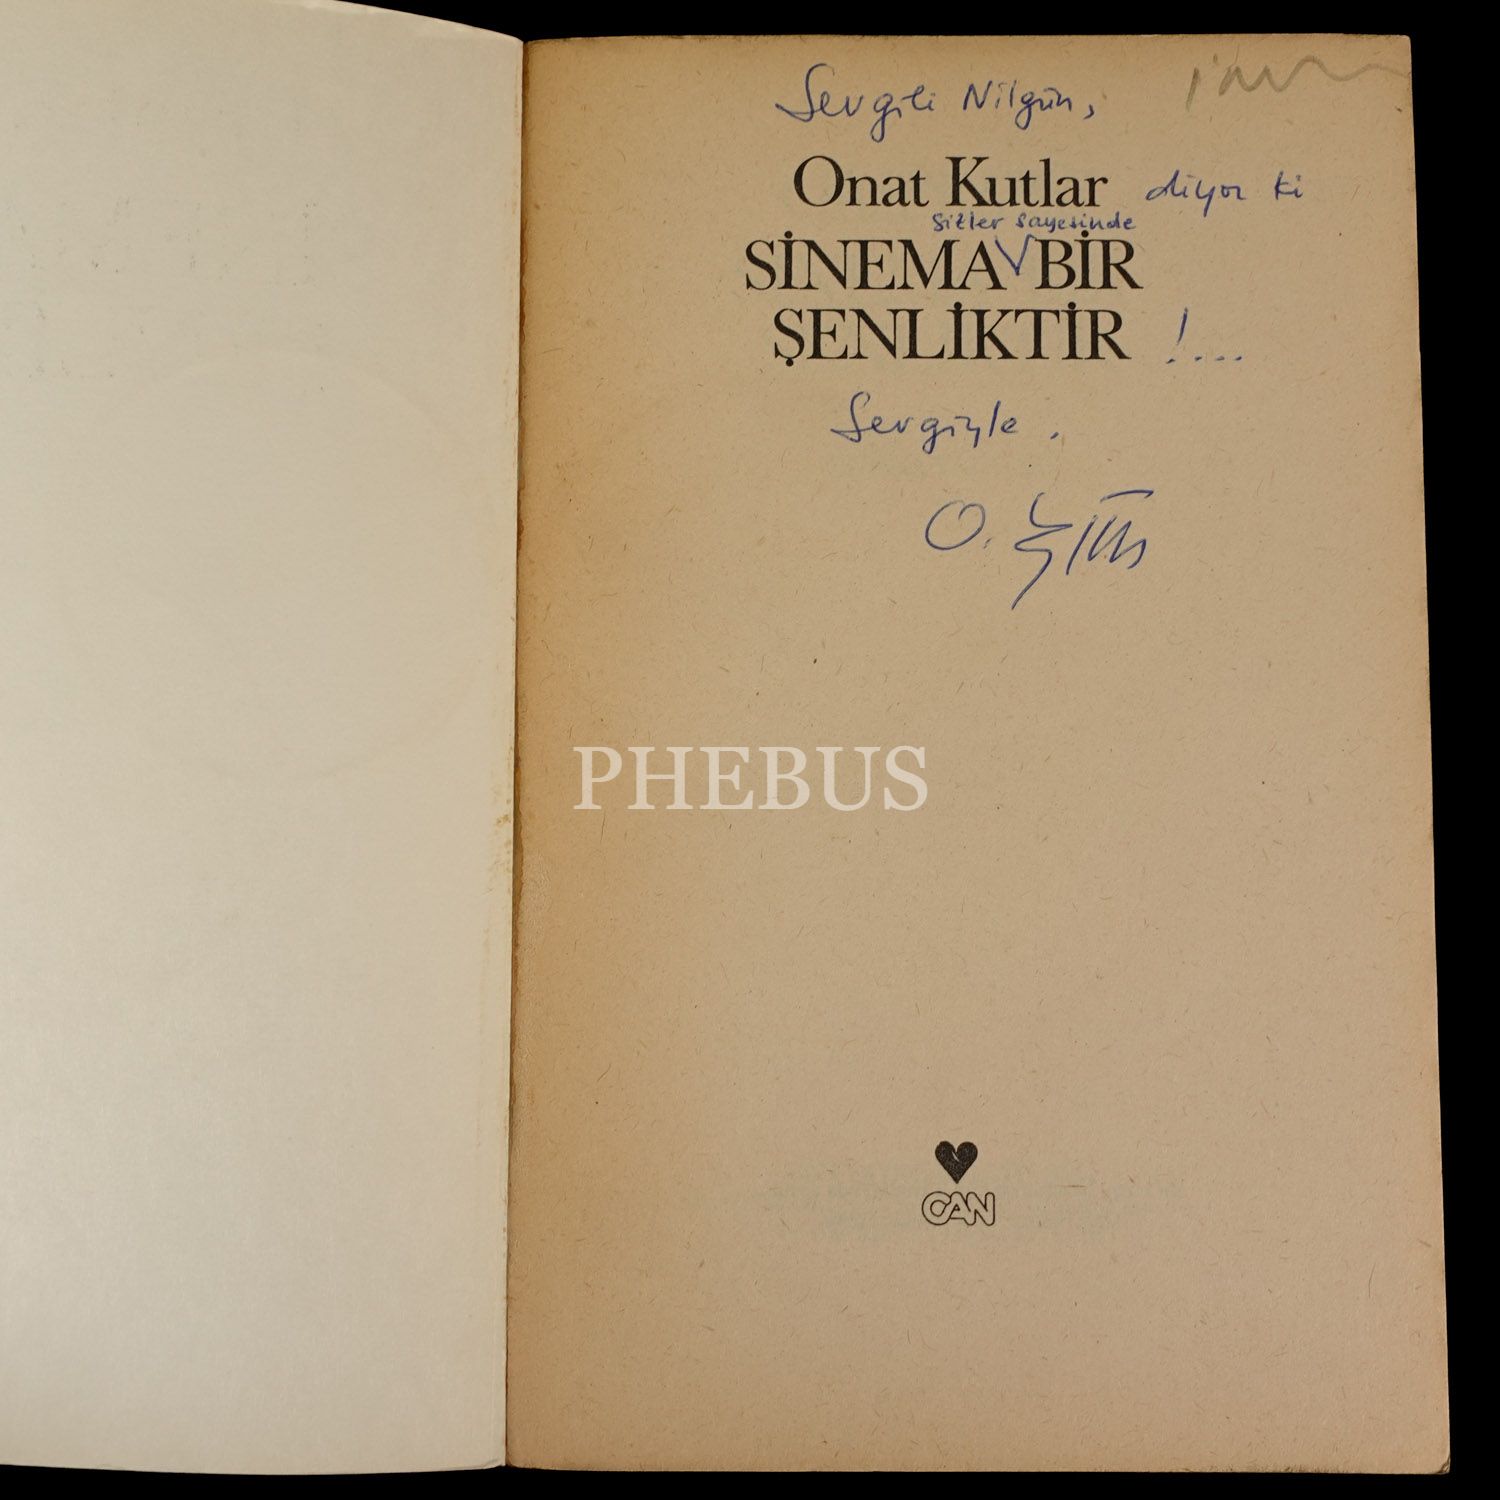 Sevgili Nilgün,
Onat Kutlar diyor ki
sizler sayesinde
SİNEMA BİR
ŞENLİKTİR !....
Sevgiyle.
O.
PHEBUS
CAN